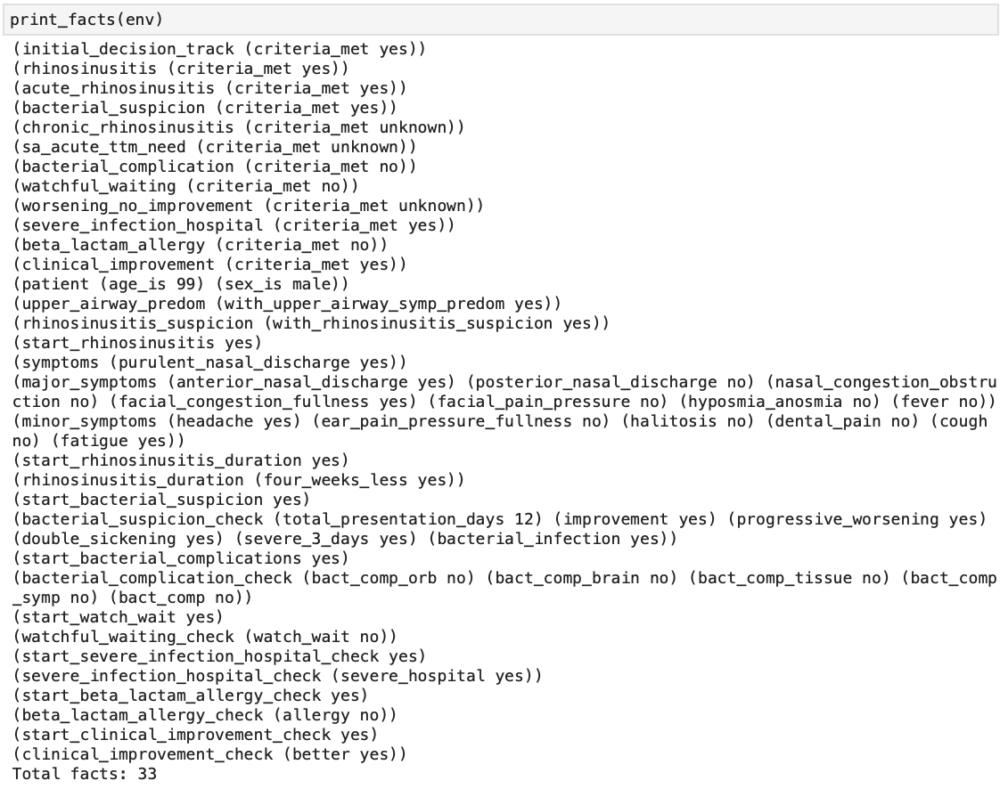 print_facts(env)
(initial_decision_track (criteria_met yes))
(rhinosinusitis (criteria_met yes))
(acute_rhinosinusitis (criteria_met yes))
(bacterial_suspicion (criteria_met yes))
(chronic_rhinosinusitis (criteria_met unknown))
(sa_acute_ttm_need (criteria_met unknown))
(bacterial_complication (criteria_met no))
(watchful_waiting (criteria_met no))
(worsening_no_improvement (criteria_met unknown))
(severe_infection_hospital (criteria_met yes))
(beta_lactam_allergy (criteria_met no))
(clinical_improvement (criteria_met yes))
(patient (age_is 99) (sex_is male))
(upper_airway_predom (with_upper_airway_symp_predom yes))
(rhinosinusitis_suspicion (with_rhinosinusitis_suspicion yes))
(start_rhinosinusitis yes)
(symptoms (purulent_nasal_discharge yes))
(major_symptoms (anterior_nasal_discharge yes) (posterior_nasal_discharge no) (nasal_congestion_obstru
ction no) (facial_congestion_fullness yes) (facial_pain_pressure no) (hyposmia_anosmia no) (fever no))
(minor_symptoms (headache yes) (ear_pain_pressure_fullness no) (halitosis no) (dental_pain no) (cough
no) (fatigue yes))
(start_rhinosinusitis_duration yes)
(rhinosinusitis_duration (four_weeks_less yes))
(start_bacterial_suspicion yes)
(bacterial_suspicion_check (total_presentation_days 12) (improvement yes) (progressive_worsening yes)
(double_sickening yes) (severe_3_days yes) (bacterial_infection yes))
(start_bacterial_complications yes)
(bacterial_complication_check (bact_comp_orb no) (bact_comp_brain no) (bact_comp_tissue no) (bact_comp
_symp no) (bact_comp no))
(start_watch_wait yes)
(watchful_waiting_check (watch_wait no))
(start_severe_infection_hospital_check yes)
(severe_infection_hospital_check (severe_hospital yes))
(start_beta_lactam_allergy_check yes)
(beta_lactam_allergy_check (allergy no))
(start_clinical_improvement_check yes)
(clinical_improvement_check (better yes))
Total facts: 33